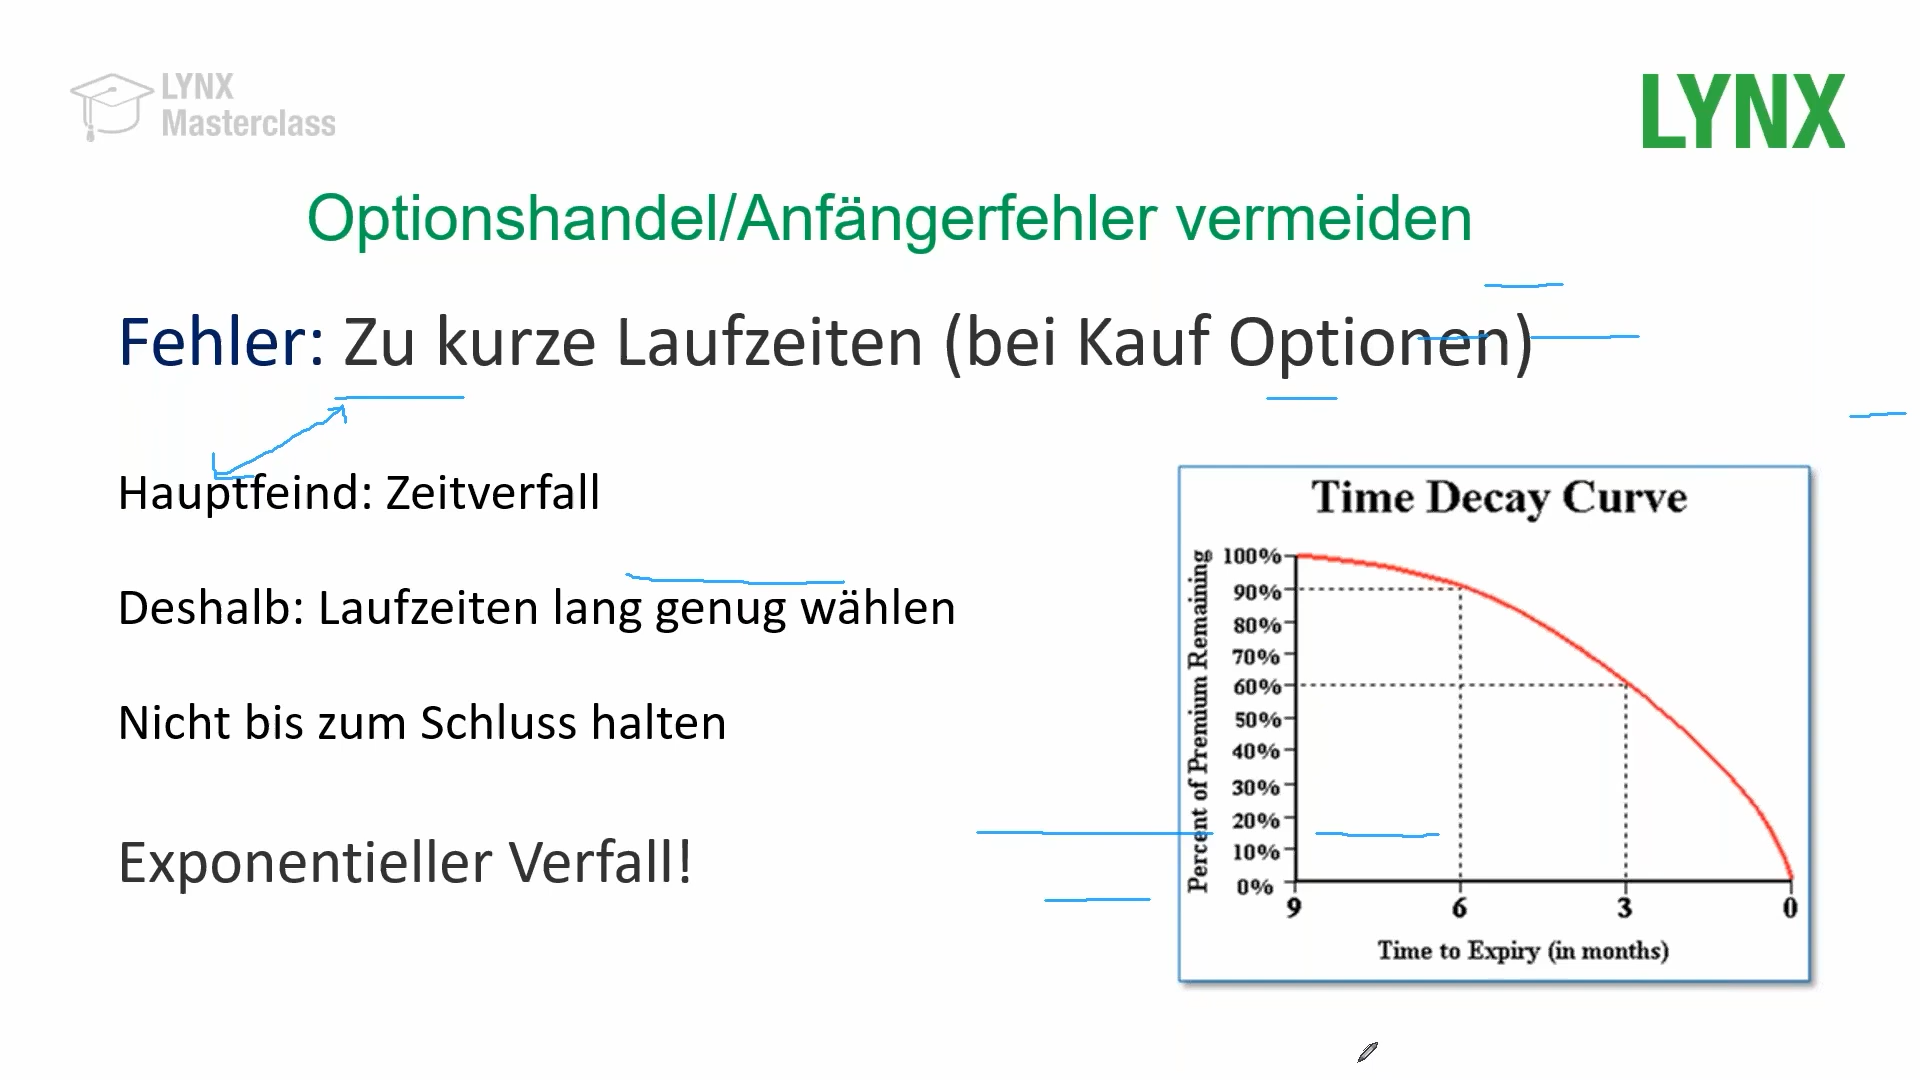 LYNX
Masterclass
LYNX
Optionshandel/Anfängerfehler vermeiden
Fehler: Zu kurze Laufzeiten (bei Kauf Optionen)
Hauptfeind: Zeitverfall
Deshalb: Laufzeiten lang genug wählen
Nicht bis zum Schluss halten
Exponentieller Verfall!
Time Decay Curve
Percent of Premium Remaining
100%
90%
80%
70%
60%
50%
40%
30%
20%
10%
0%
9 6 3 0
Time to Expiry (in months)